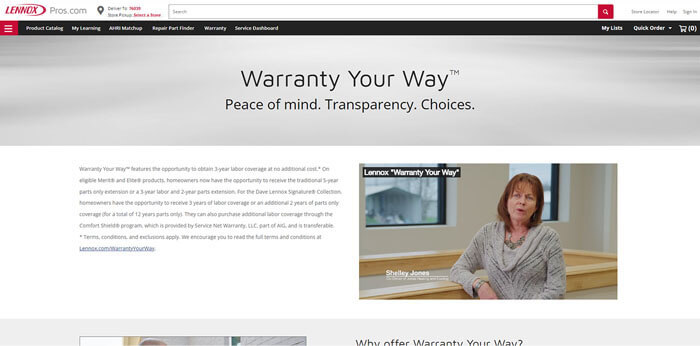 LENNOX Pros.com
Deliver To: 76039
Store Pickup: Select a Store
Search
Store Locator Help Sign In
Product Catalog My Learning AHRI Matchup Repair Part Finder Warranty Service Dashboard
My Lists Quick Order (0)
Warranty Your Way™
Peace of mind. Transparency. Choices.
Warranty Your Way™ features the opportunity to obtain 3-year labor coverage at no additional cost.* On
eligible Merit® and Elite® products, homeowners now have the opportunity to receive the traditional 5-year
parts only extension or a 3-year labor and 2-year parts extension. For the Dave Lennox Signature® Collection,
homeowners have the opportunity to receive 3 years of labor coverage or an additional 2 years of parts only
coverage (for a total of 12 years parts only). They can also purchase additional labor coverage through the
Comfort Shield® program, which is provided by Service Net Warranty, LLC, part of AIG, and is transferable.
* Terms, conditions, and exclusions apply. We encourage you to read the full terms and conditions at
Lennox.com/WarrantyYourWay.
Lennox "Warranty Your Way"
Shelley Jones
Why offer Warranty Your Way?